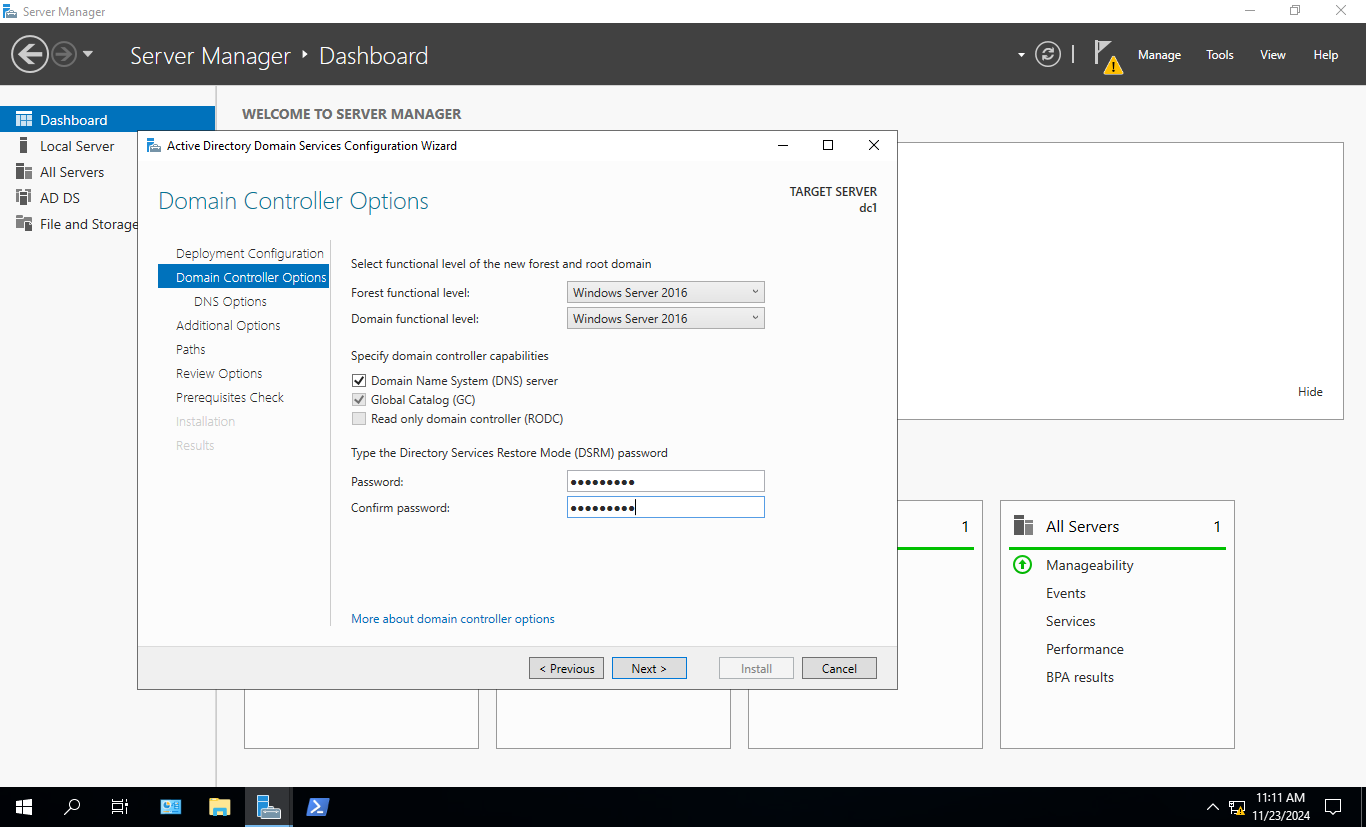 Server Manager
Server Manager • Dashboard
Manage Tools View Help
Dashboard
Local Server
All Servers
AD DS
File and Storage
WELCOME TO SERVER MANAGER
Active Directory Domain Services Configuration Wizard
Domain Controller Options
TARGET SERVER
dc1
Deployment Configuration
Domain Controller Options
DNS Options
Additional Options
Paths
Review Options
Prerequisites Check
Installation
Results
Select functional level of the new forest and root domain
Forest functional level: Windows Server 2016
Domain functional level: Windows Server 2016
Specify domain controller capabilities
Domain Name System (DNS) server
Global Catalog (GC)
Read only domain controller (RODC)
Type the Directory Services Restore Mode (DSRM) password
Password: •••••••••
Confirm password: •••••••••
More about domain controller options
< Previous Next > Install Cancel
Hide
1
All Servers 1
Manageability
Events
Services
Performance
BPA results
11:11 AM
11/23/2024